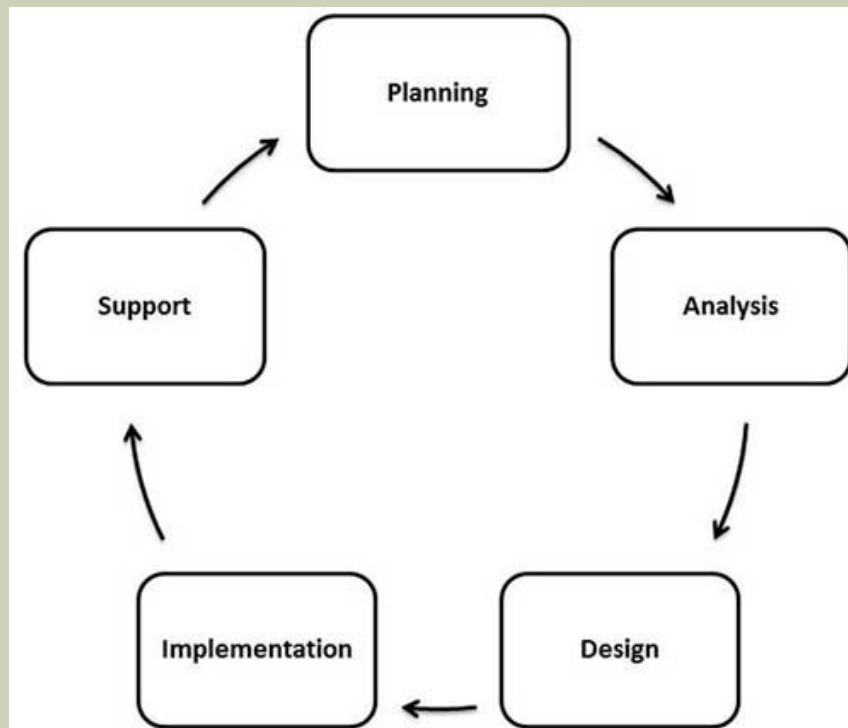 Planning
Analysis
Design
Implementation
Support